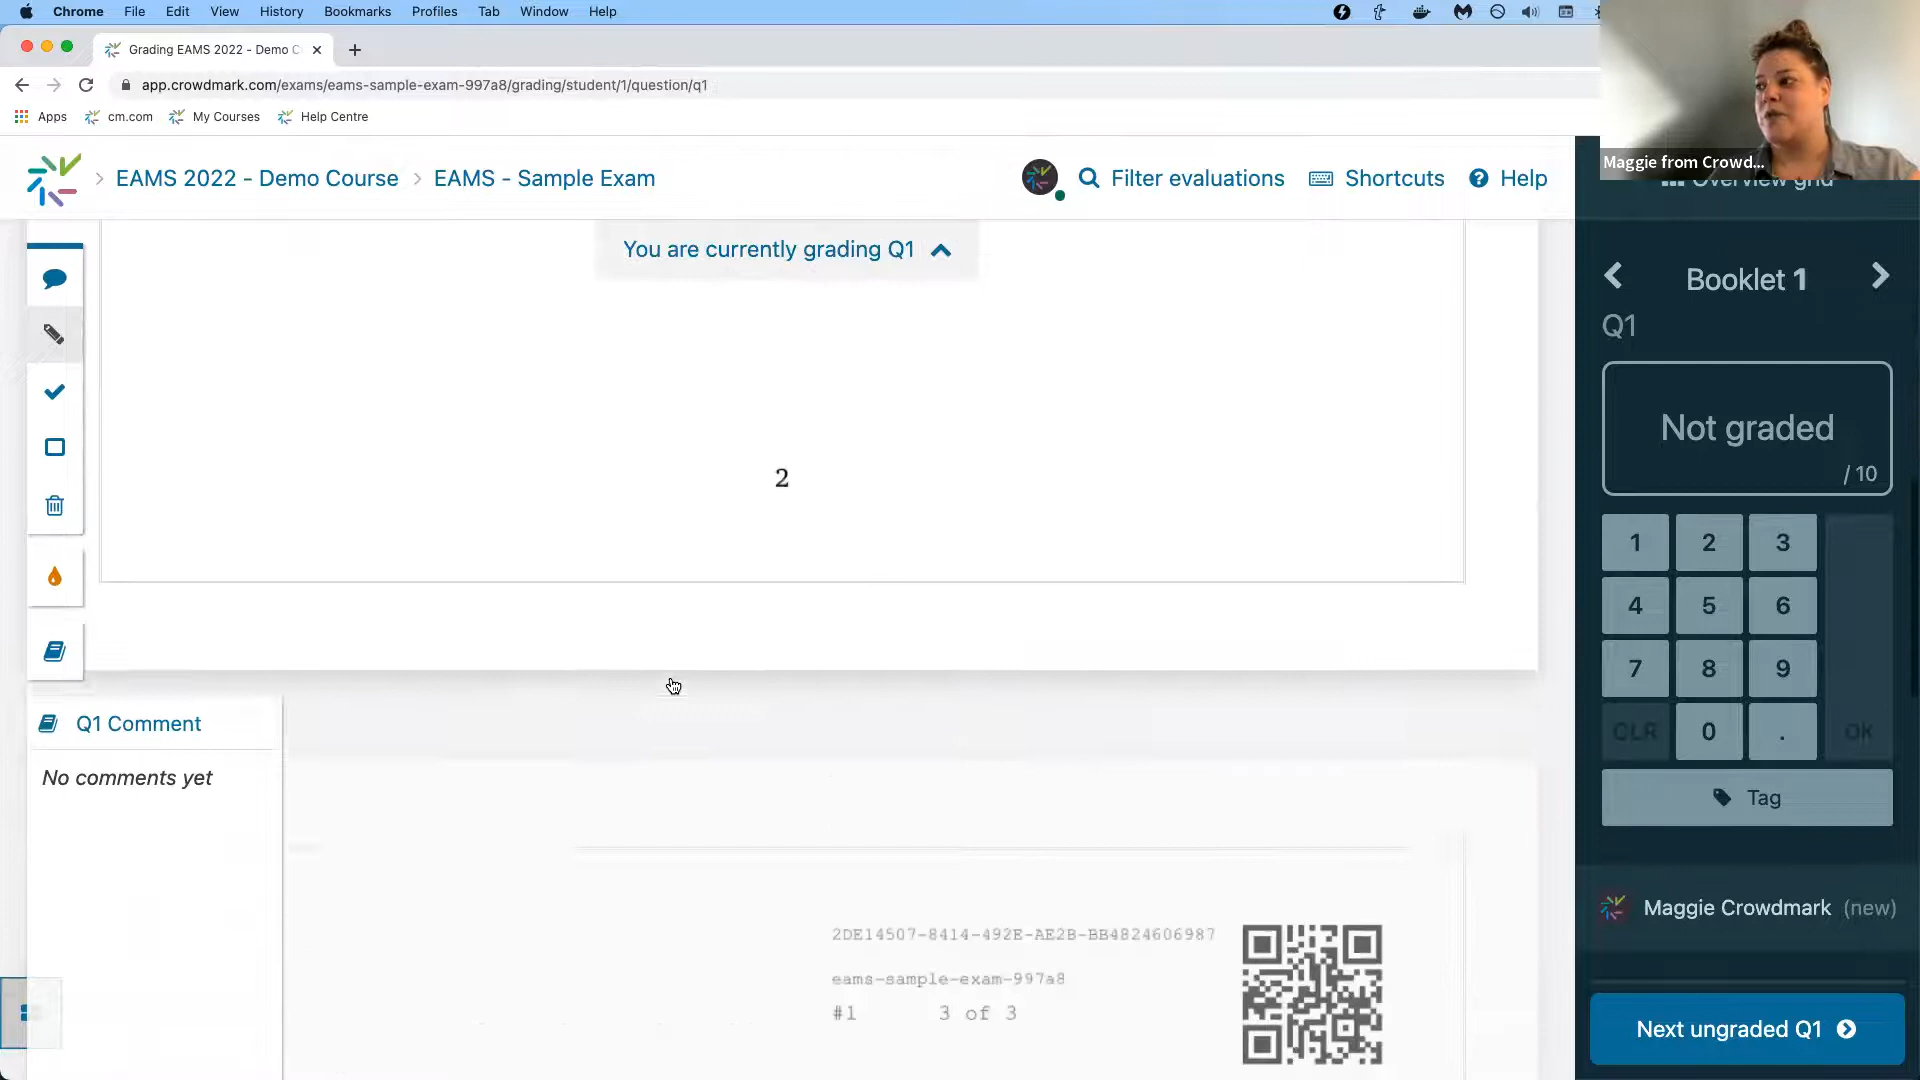 Chrome File Edit View History Bookmarks Profiles Tab Window Help
Grading EAMS 2022 - Demo C
app.crowdmark.com/exams/eams-sample-exam-997a8/grading/student/1/question/q1
Apps cm.com My Courses Help Centre
Maggie from Crowd...
EAMS 2022 - Demo Course EAMS - Sample Exam Filter evaluations Shortcuts Help
Overview grid
You are currently grading Q1
Booklet 1
Q1
Not graded
/ 10
2
1 2 3
4 5 6
7 8 9
CLR 0 . OK
Tag
Q1 Comment
No comments yet
Maggie Crowdmark (new)
2DE14507-8414-492E-AE2B-BB4824606987
eams-sample-exam-997a8
#1 3 of 3
Next ungraded Q1